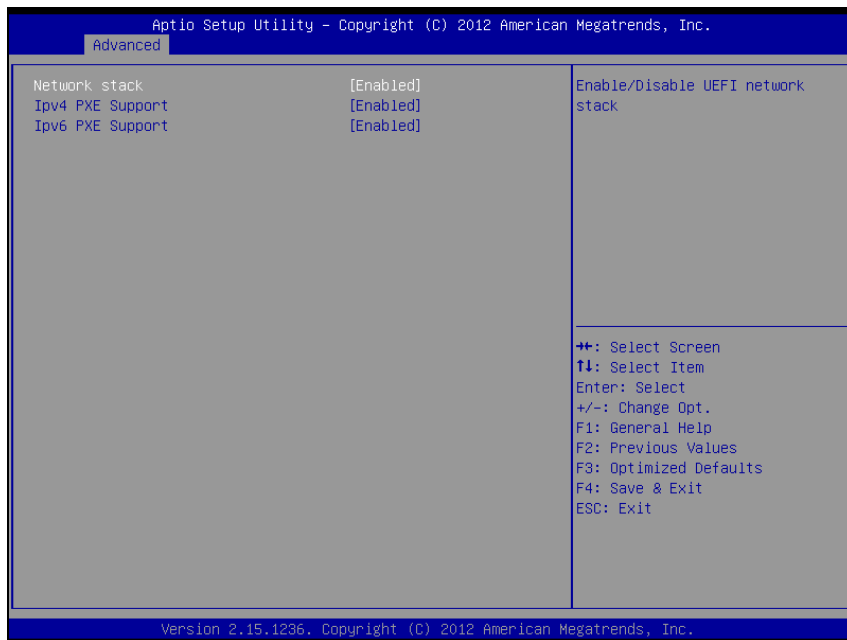 Aptio Setup Utility – Copyright (C) 2012 American Megatrends, Inc.
Advanced
Network stack [Enabled]
Ipv4 PXE Support [Enabled]
Ipv6 PXE Support [Enabled]
Enable/Disable UEFI network
stack
→←: Select Screen
↑↓: Select Item
Enter: Select
+/-: Change Opt.
F1: General Help
F2: Previous Values
F3: Optimized Defaults
F4: Save & Exit
ESC: Exit
Version 2.15.1236. Copyright (C) 2012 American Megatrends, Inc.